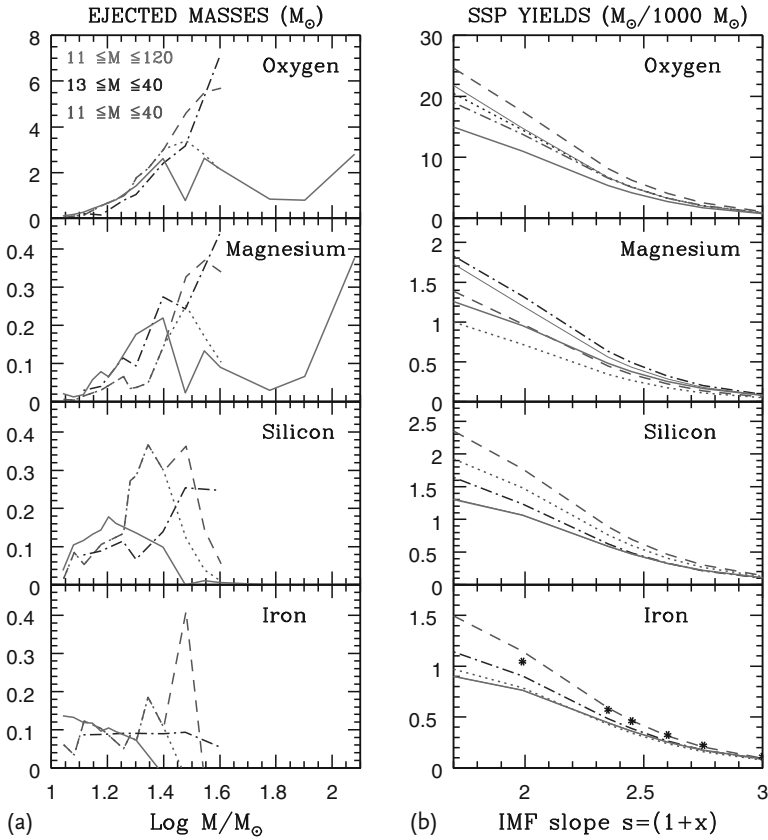 EJECTED MASSES (M⊙)
SSP YIELDS (M⊙/1000 M⊙)
8
6
4
2
0
11 ≦M ≦120
13 ≦M ≦40
11 ≦M ≦40
Oxygen
30
20
10
0
Oxygen
0.4
0.3
0.2
0.1
0
Magnesium
2
1.5
1
0.5
0
Magnesium
0.4
0.3
0.2
0.1
0
Silicon
2.5
2
1.5
1
0.5
0
Silicon
0.4
0.3
0.2
0.1
0
Iron
1.5
1
0.5
0
Iron
1 1.2 1.4 1.6 1.8 2
2 2.5 3
(a) Log M/M⊙
(b) IMF slope s=(1+x)